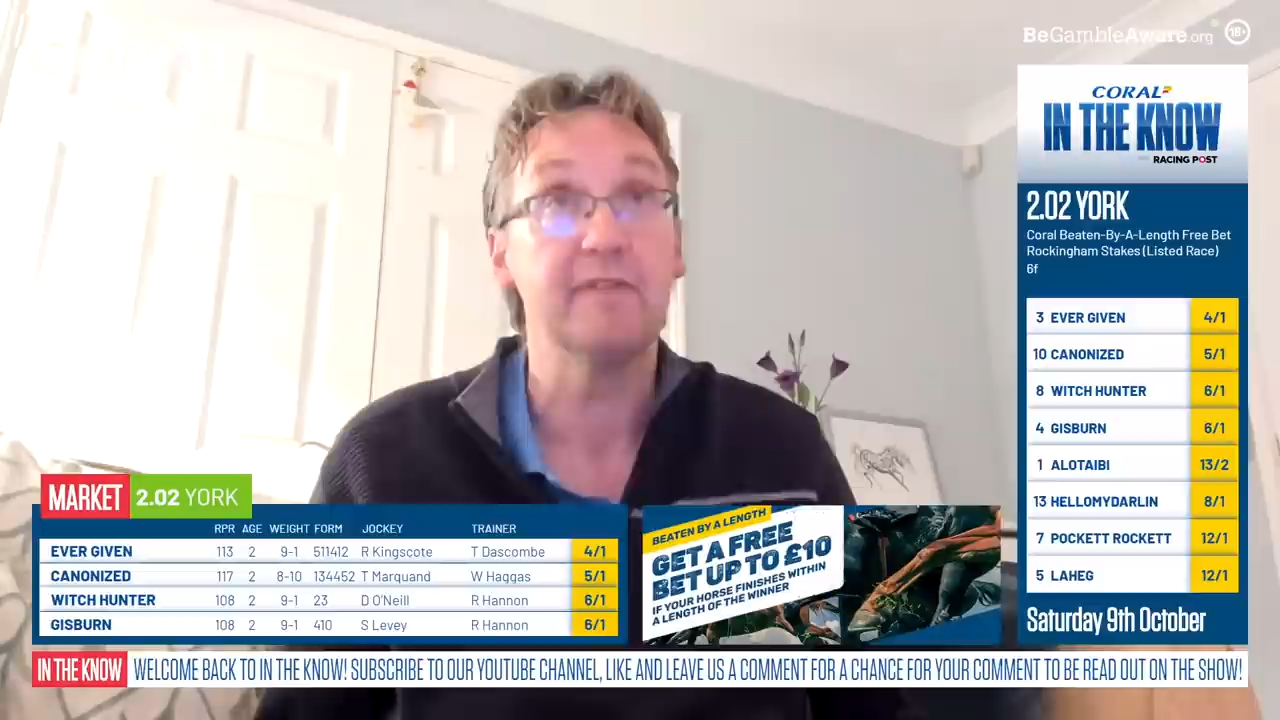 BeGambleAware.org 18+
CORAL
IN THE KNOW
RACING POST
2.02 YORK
Coral Beaten-By-A-Length Free Bet
Rockingham Stakes (Listed Race)
6f
3 EVER GIVEN 4/1
10 CANONIZED 5/1
8 WITCH HUNTER 6/1
4 GISBURN 6/1
1 ALOTAIBI 13/2
13 HELLOMYDARLIN 8/1
7 POCKETT ROCKETT 12/1
5 LAHEG 12/1
Saturday 9th October
MARKET 2.02 YORK
RPR AGE WEIGHT FORM JOCKEY TRAINER
EVER GIVEN 113 2 9-1 511412 R Kingscote T Dascombe 4/1
CANONIZED 117 2 8-10 134452 T Marquand W Haggas 5/1
WITCH HUNTER 108 2 9-1 23 D O'Neill R Hannon 6/1
GISBURN 108 2 9-1 410 S Levey R Hannon 6/1
BEATEN BY A LENGTH
GET A FREE
BET UP TO £10
IF YOUR HORSE FINISHES WITHIN
A LENGTH OF THE WINNER
IN THE KNOW WELCOME BACK TO IN THE KNOW! SUBSCRIBE TO OUR YOUTUBE CHANNEL, LIKE AND LEAVE US A COMMENT FOR A CHANCE FOR YOUR COMMENT TO BE READ OUT ON THE SHOW!